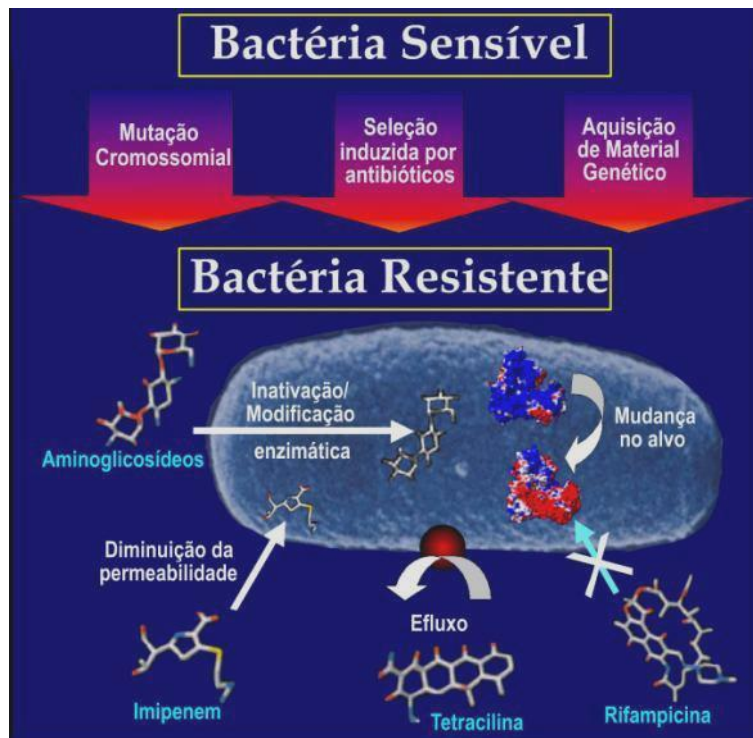 Bactéria Sensível
Mutação
Cromossomial
Seleção
induzida por
antibióticos
Aquisição
de Material
Genético
Bactéria Resistente
Aminoglicosídeos
Inativação/
Modificação
enzimática
Mudança
no alvo
Diminuição da
permeabilidade
Efluxo
Imipenem
Tetracilina
Rifampicina